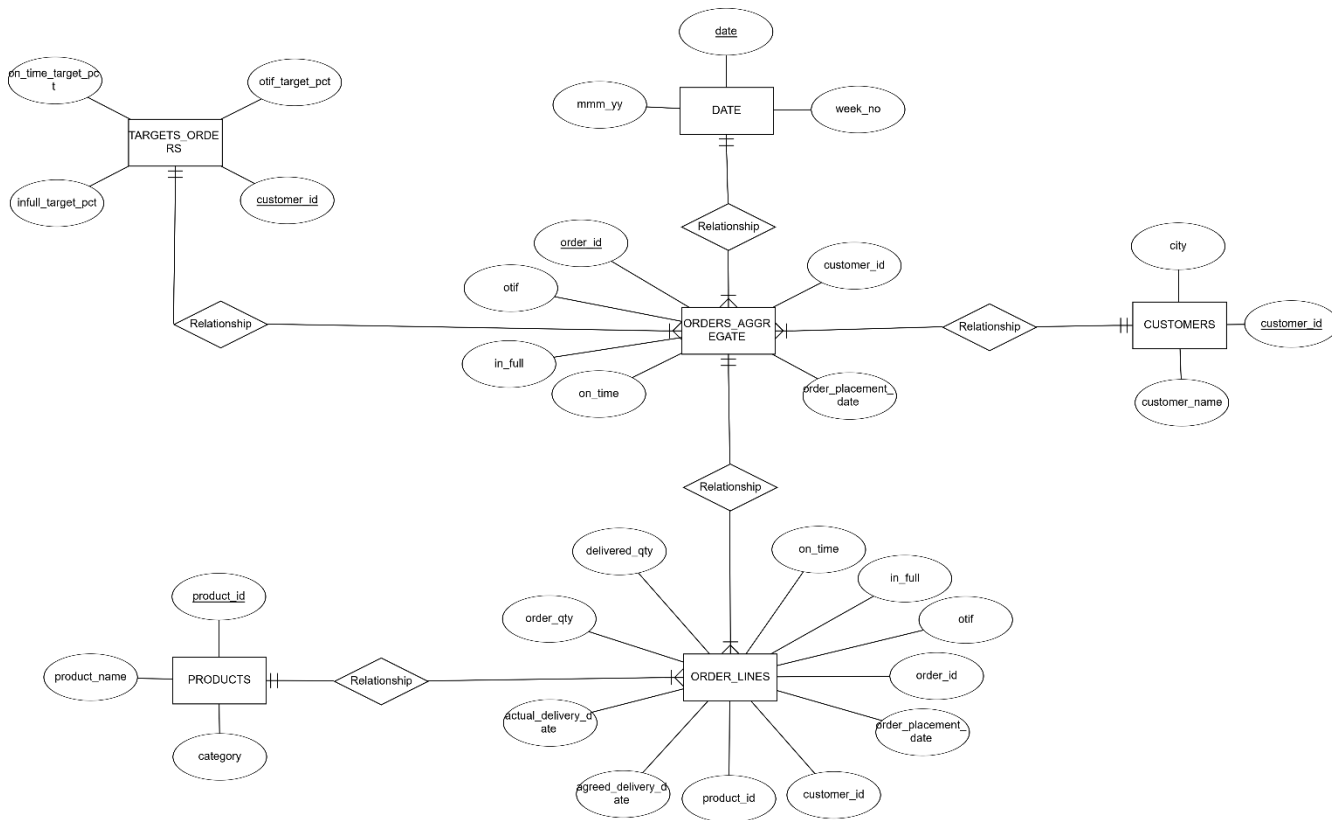 date
on_time_target_pc
t
otif_target_pct
mmm_yy
DATE
week_no
TARGETS_ORDE
RS
infull_target_pct
customer_id
Relationship
order_id
customer_id
city
otif
Relationship
ORDERS_AGGR
EGATE
Relationship
CUSTOMERS
customer_id
in_full
on_time
order_placement_
date
customer_name
Relationship
delivered_qty
on_time
in_full
product_id
order_qty
otif
product_name
PRODUCTS
Relationship
ORDER_LINES
order_id
actual_delivery_d
ate
order_placement_
date
category
agreed_delivery_d
ate
product_id
customer_id